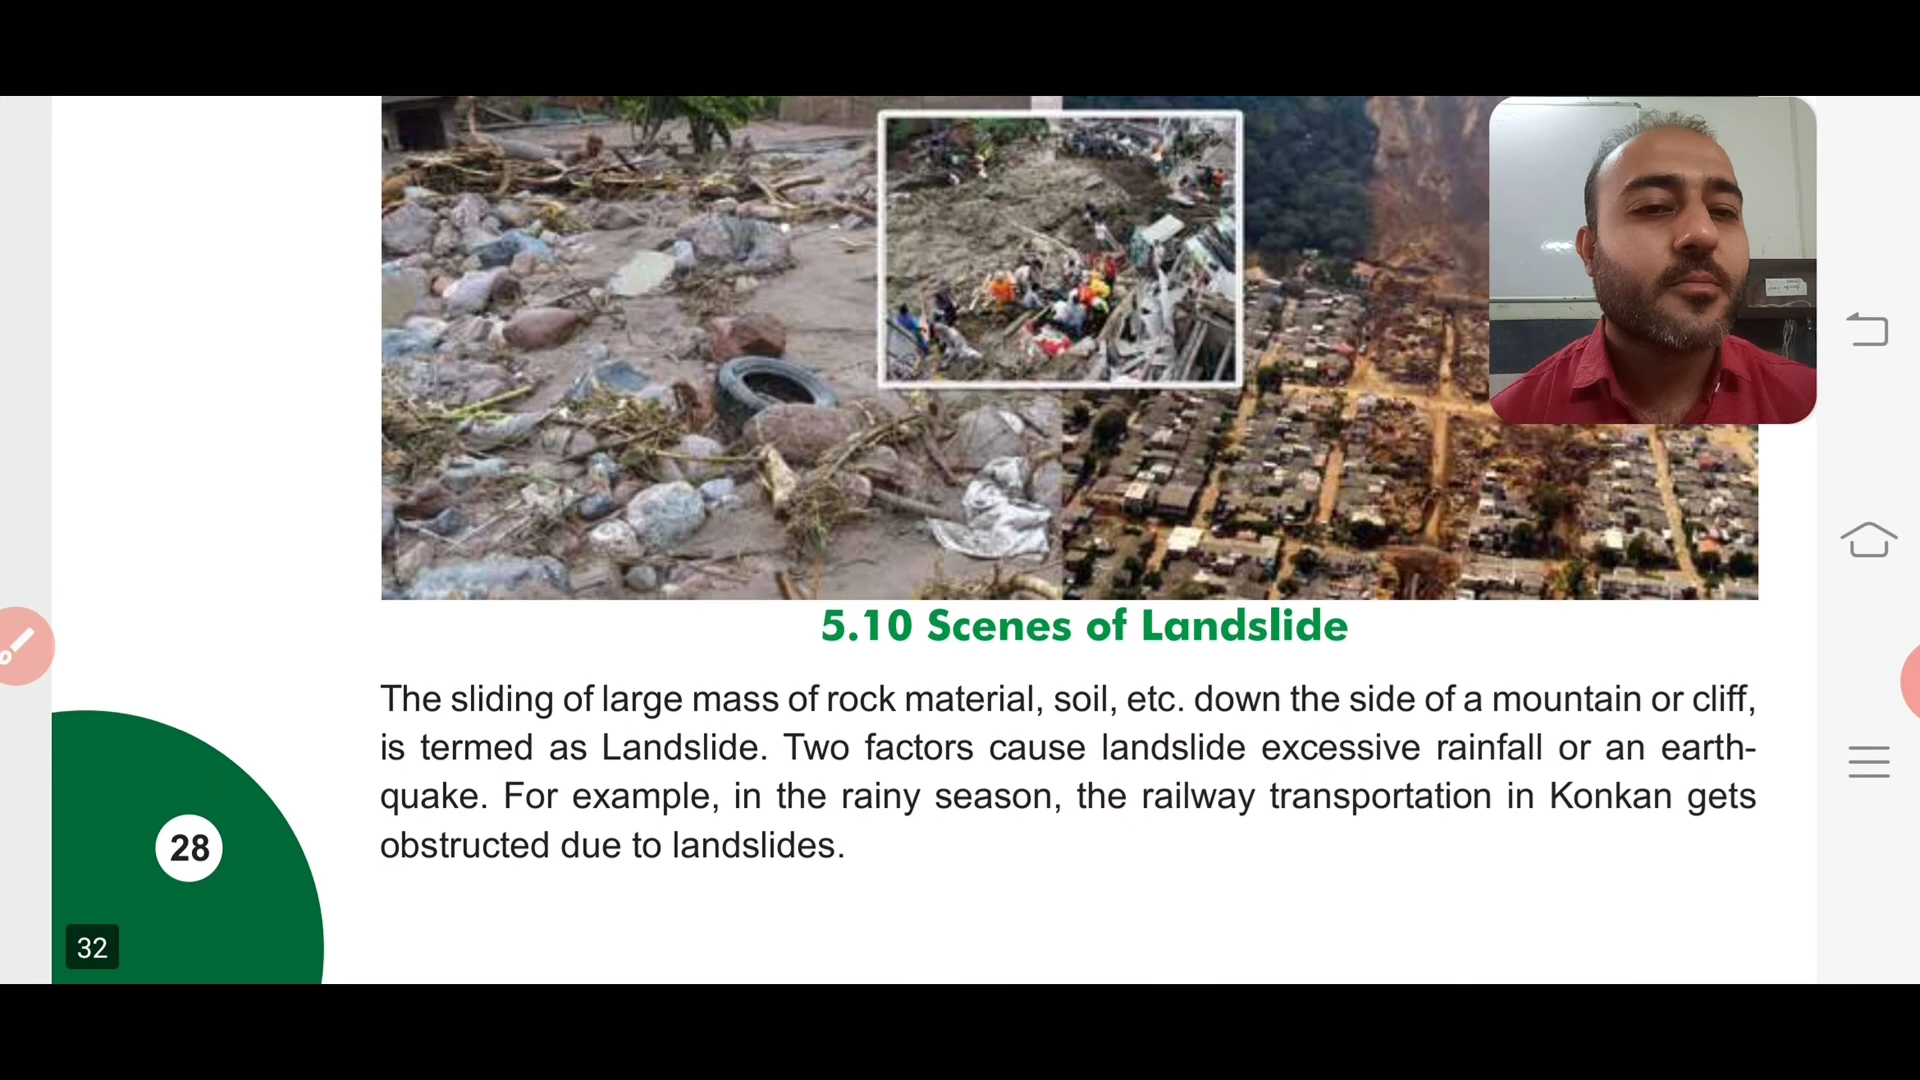 5.10 Scenes of Landslide
The sliding of large mass of rock material, soil, etc. down the side of a mountain or cliff,
is termed as Landslide. Two factors cause landslide excessive rainfall or an earth-
quake. For example, in the rainy season, the railway transportation in Konkan gets
obstructed due to landslides.
28
32